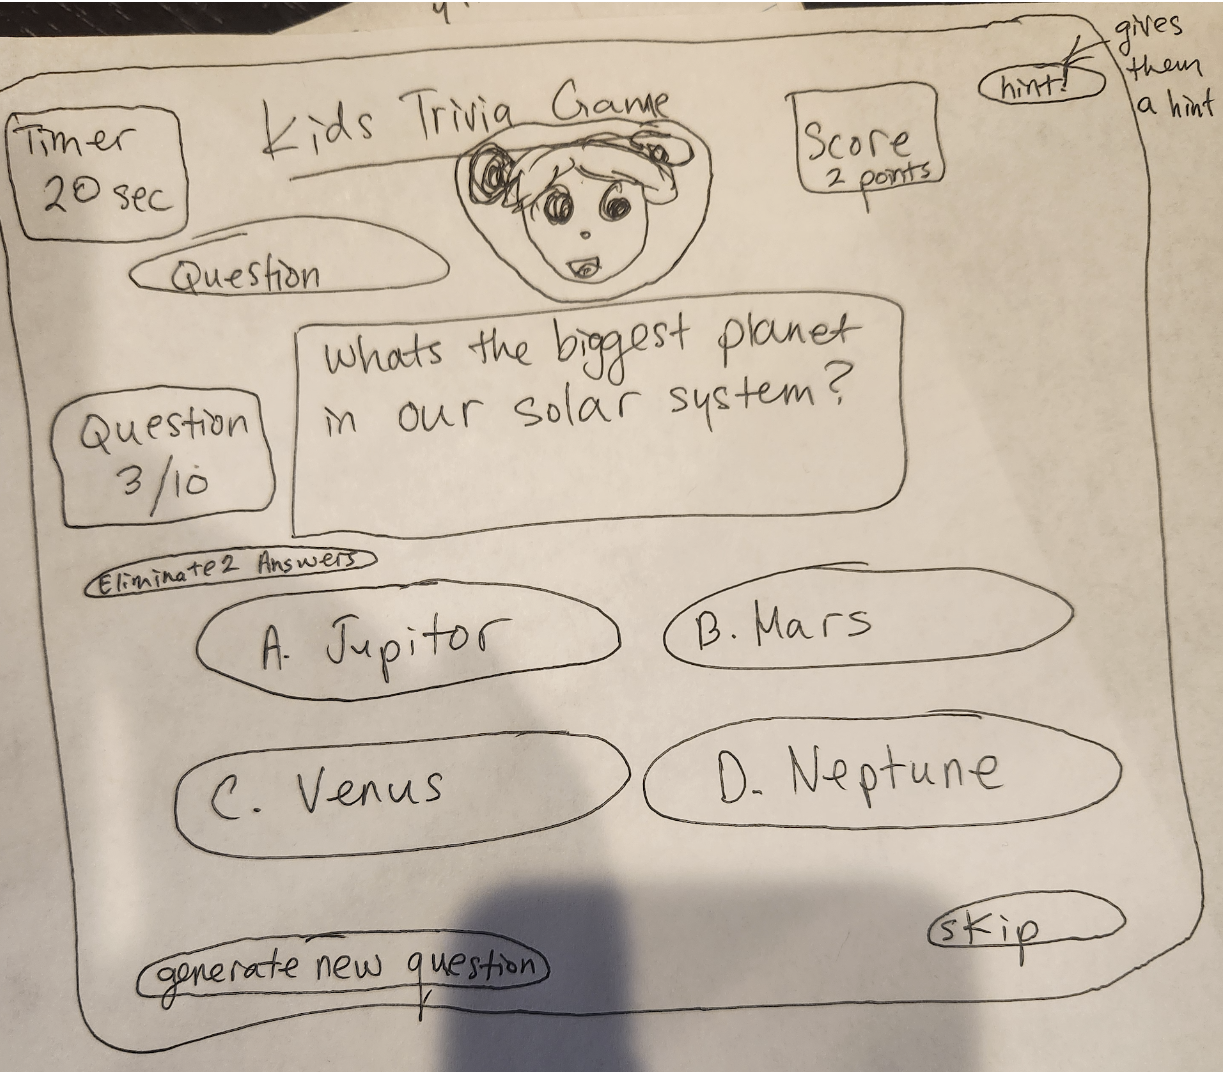 gives
them
a hint
hint!
Kids Trivia Game
Timer
20 sec
Score
2 points
Question
Whats the biggest planet
in our solar system?
Question
3/10
Eliminate 2 Answers
A. Jupitor
B. Mars
C. Venus
D. Neptune
skip
generate new question